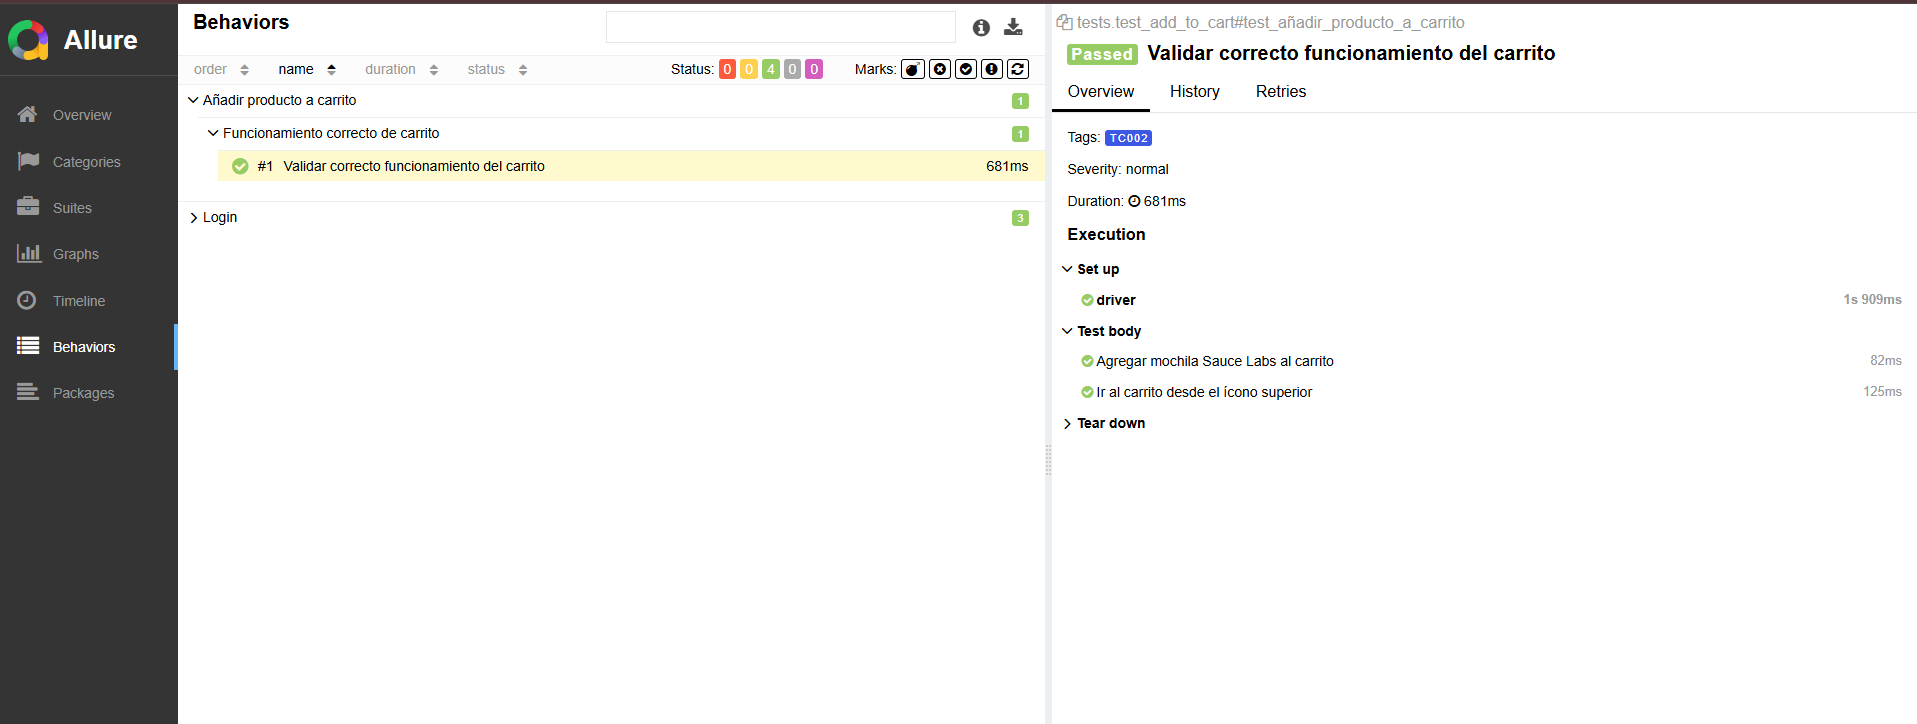 Allure
Overview
Categories
Suites
Graphs
Timeline
Behaviors
Packages
Behaviors
order name duration status Status: 0 0 4 0 0 Marks:
Añadir producto a carrito 1
Funcionamiento correcto de carrito 1
#1 Validar correcto funcionamiento del carrito 681ms
Login 3
tests.test_add_to_cart#test_añadir_producto_a_carrito
Passed Validar correcto funcionamiento del carrito
Overview History Retries
Tags: TC002
Severity: normal
Duration: 681ms
Execution
Set up
driver 1s 909ms
Test body
Agregar mochila Sauce Labs al carrito 82ms
Ir al carrito desde el ícono superior 125ms
Tear down